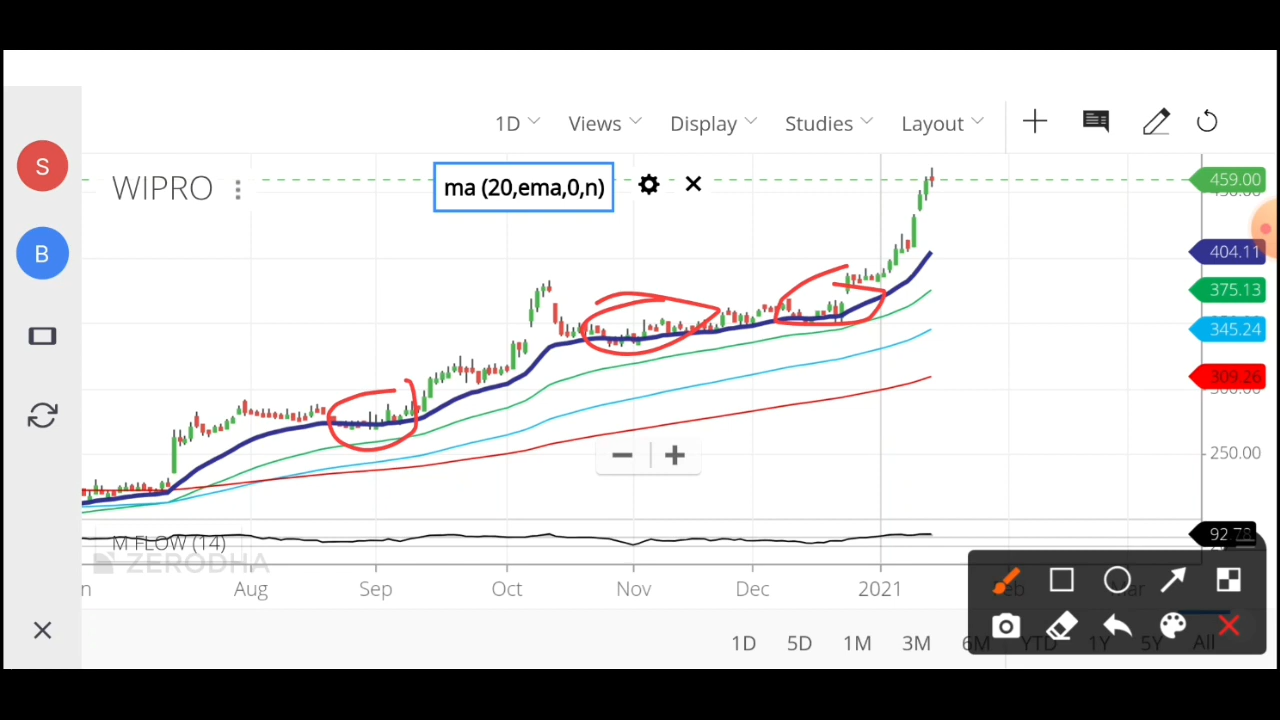 1D Views Display Studies Layout
S
WIPRO
ma (20,ema,0,n)
459.00
B
404.11
375.13
345.24
309.26
250.00
M FLOW (14)
92.73
ZERODHA
Aug Sep Oct Nov Dec 2021
1D 5D 1M 3M 6M YTD 1Y 5Y All